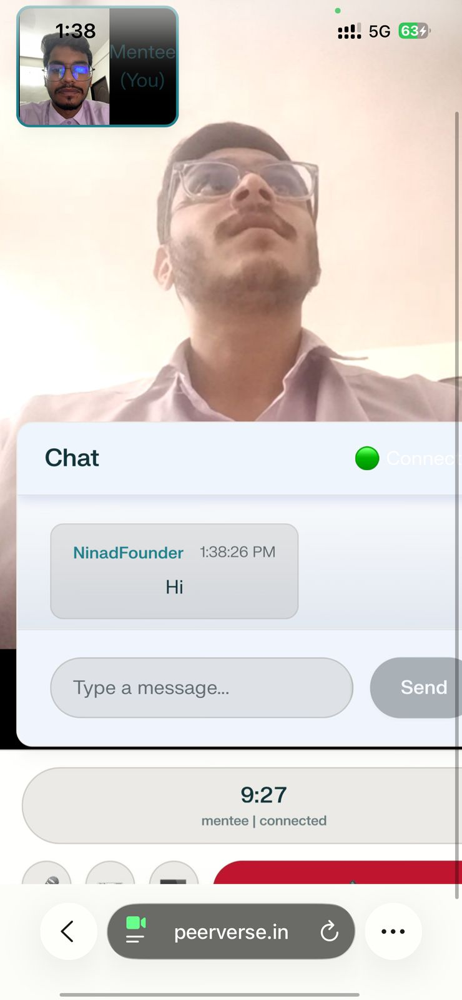 1:38
5G
63
Mentee
(You)
Chat
Connect
NinadFounder 1:38:26 PM
Hi
Type a message...
Send
9:27
mentee | connected
peerverse.in